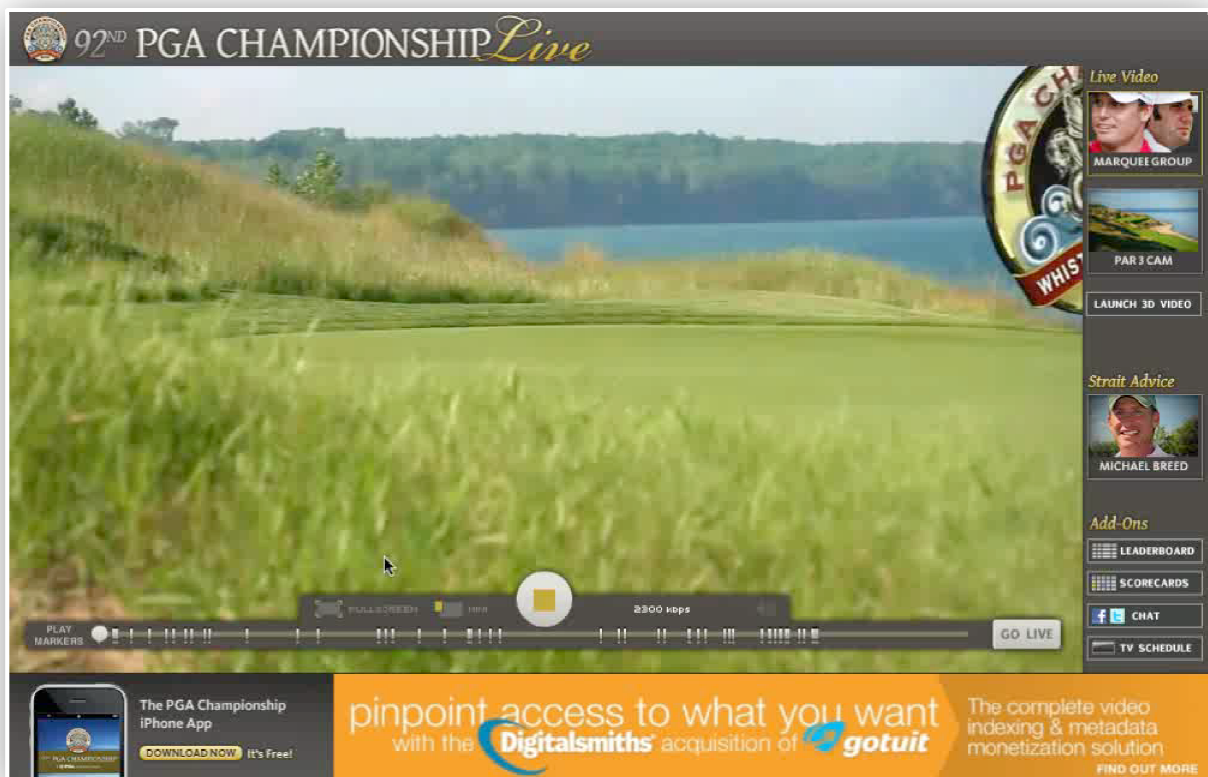 92ND PGA CHAMPIONSHIP Live
Live Video
PGA CH
WHIST
MARQUEE GROUP
PAR 3 CAM
LAUNCH 3D VIDEO
Strait Advice
MICHAEL BREED
Add-Ons
LEADERBOARD
SCORECARDS
CHAT
TV SCHEDULE
FULLSCREEN
2300 kbps
PLAY
MARKERS
GO LIVE
The PGA Championship
iPhone App
DOWNLOAD NOW It's Free!
pinpoint access to what you want
with the Digitalsmiths acquisition of gotuit
The complete video
indexing & metadata
monetization solution
FIND OUT MORE